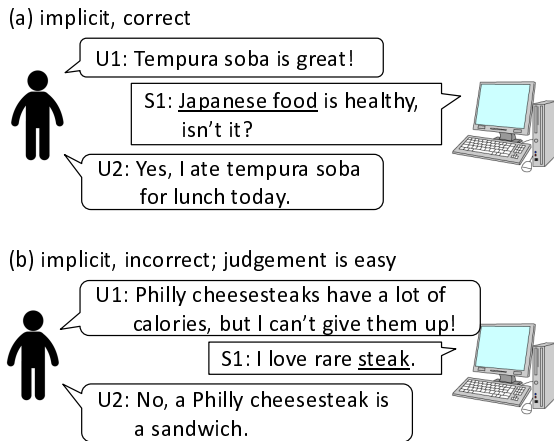 (a) implicit, correct
U1: Tempura soba is great!
S1: Japanese food is healthy,
isn't it?
U2: Yes, I ate tempura soba
for lunch today.
(b) implicit, incorrect; judgement is easy
U1: Philly cheesesteaks have a lot of
calories, but I can't give them up!
S1: I love rare steak.
U2: No, a Philly cheesesteak is
a sandwich.